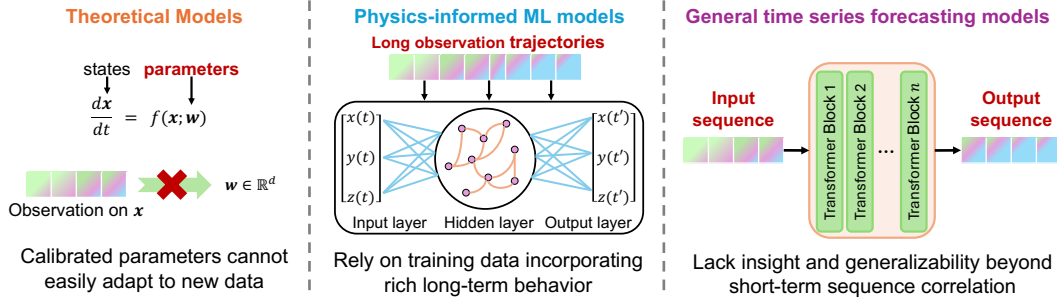 Theoretical Models
states parameters
dx/dt = f(x; w)
Observation on x
w ∈ ℝ^d
Calibrated parameters cannot
easily adapt to new data
Physics-informed ML models
Long observation trajectories
x(t)
y(t)
z(t)
x(t')
y(t')
z(t')
Input layer Hidden layer Output layer
Rely on training data incorporating
rich long-term behavior
General time series forecasting models
Input
sequence
Transformer Block 1
Transformer Block 2
...
Transformer Block n
Output
sequence
Lack insight and generalizability beyond
short-term sequence correlation